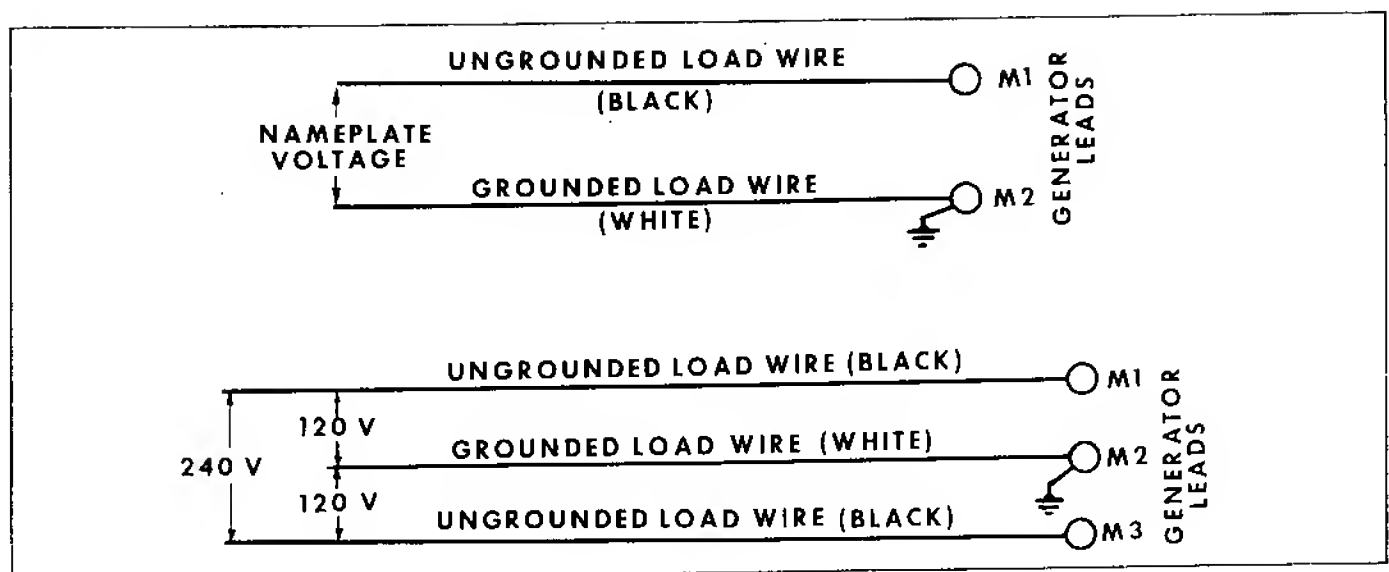 UNGROUNDED LOAD WIRE
(BLACK)
M1
NAMEPLATE
VOLTAGE
GROUNDED LOAD WIRE
(WHITE)
M2
GENERATOR
LEADS
UNGROUNDED LOAD WIRE (BLACK)
M1
120 V
GROUNDED LOAD WIRE (WHITE)
M2
240 V
120 V
UNGROUNDED LOAD WIRE (BLACK)
M3
GENERATOR
LEADS